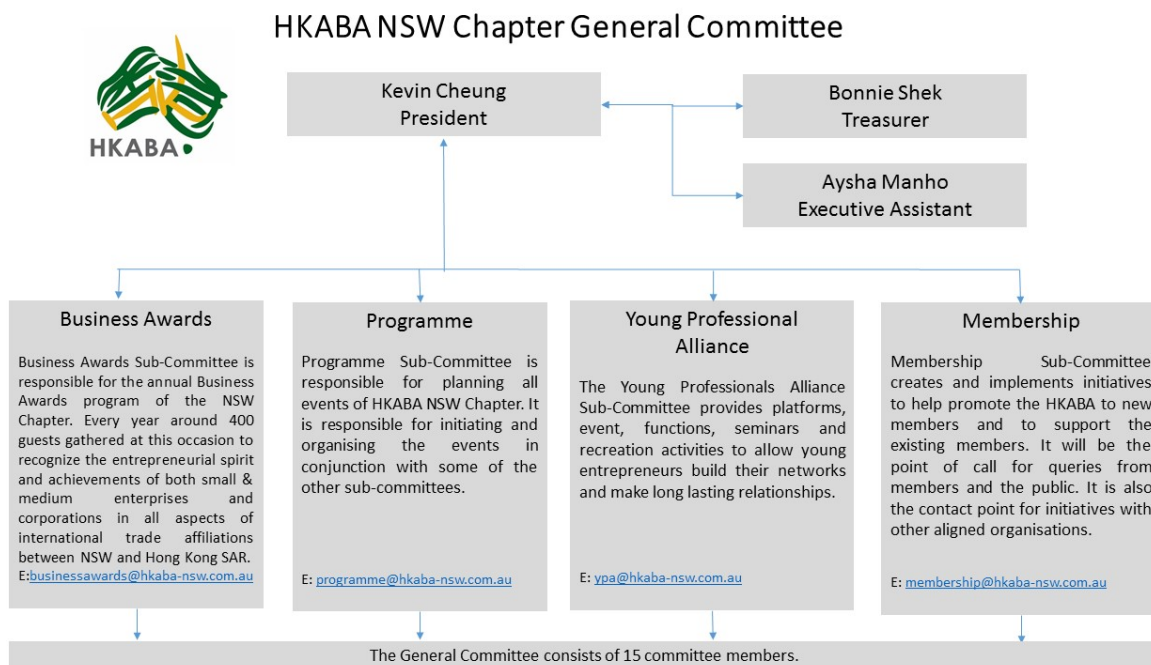 HKABA NSW Chapter General Committee
HKABA
Kevin Cheung
President
Bonnie Shek
Treasurer
Aysha Manho
Executive Assistant
Business Awards
Business Awards Sub-Committee is
responsible for the annual Business
Awards program of the NSW
Chapter. Every year around 400
guests gathered at this occasion to
recognize the entrepreneurial spirit
and achievements of both small &
medium enterprises and
corporations in all aspects of
international trade affiliations
between NSW and Hong Kong SAR.
E:businessawards@hkaba-nsw.com.au
Programme
Programme Sub-Committee is
responsible for planning all
events of HKABA NSW Chapter. It
is responsible for initiating and
organising the events in
conjunction with some of the
other sub-committees.
E: programme@hkaba-nsw.com.au
Young Professional
Alliance
The Young Professionals Alliance
Sub-Committee provides platforms,
event, functions, seminars and
recreation activities to allow young
entrepreneurs build their networks
and make long lasting relationships.
E: ypa@hkaba-nsw.com.au
Membership
Membership Sub-Committee
creates and implements initiatives
to help promote the HKABA to new
members and to support the
existing members. It will be the
point of call for queries from
members and the public. It is also
the contact point for initiatives with
other aligned organisations.
E: membership@hkaba-nsw.com.au
The General Committee consists of 15 committee members.